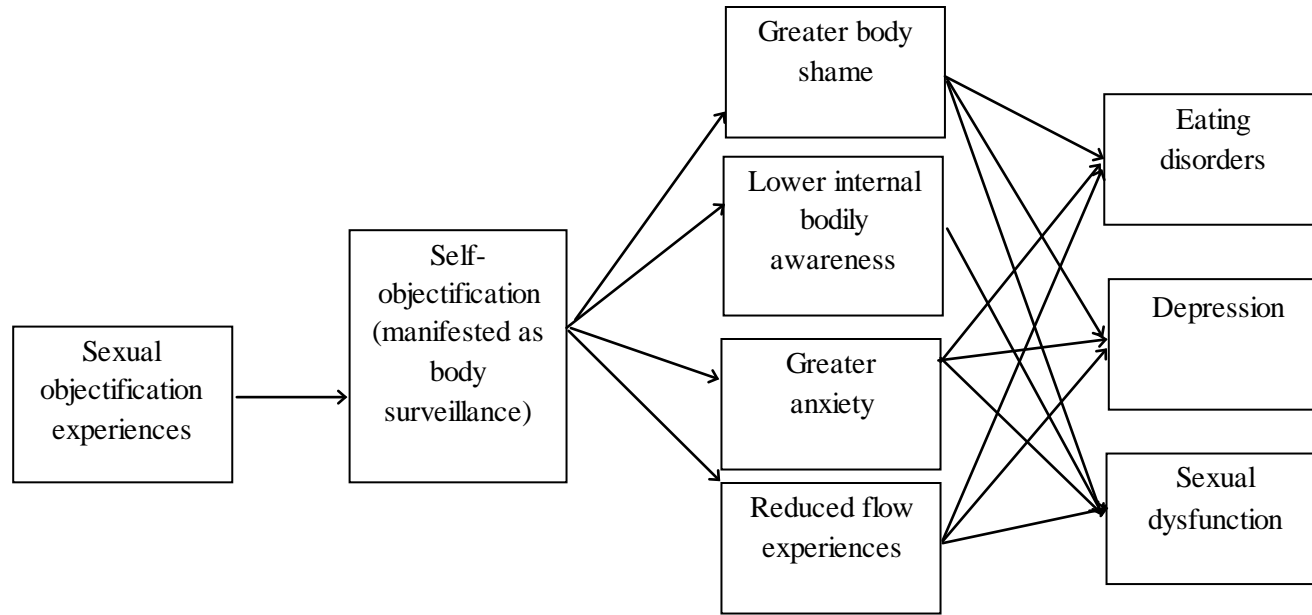 Sexual
objectification
experiences
Self-
objectification
(manifested as
body
surveillance)
Greater body
shame
Lower internal
bodily
awareness
Greater
anxiety
Reduced flow
experiences
Eating
disorders
Depression
Sexual
dysfunction